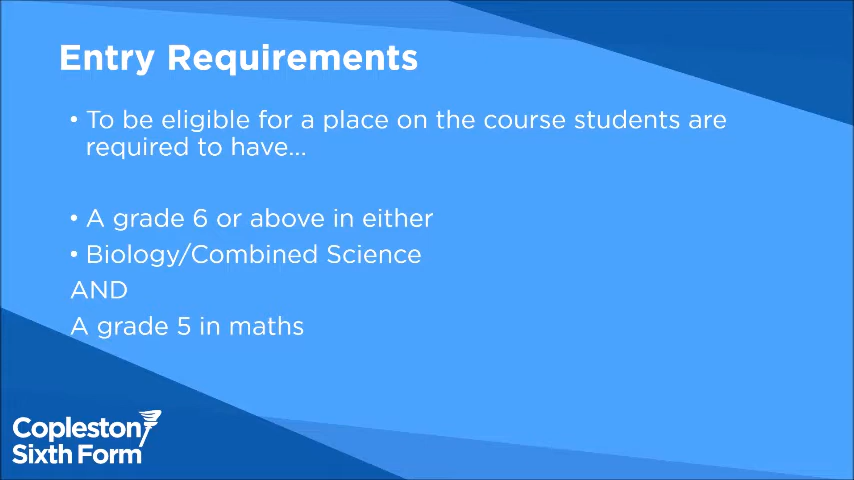 Entry Requirements
• To be eligible for a place on the course students are
required to have...
• A grade 6 or above in either
• Biology/Combined Science
AND
A grade 5 in maths
Copleston
Sixth Form